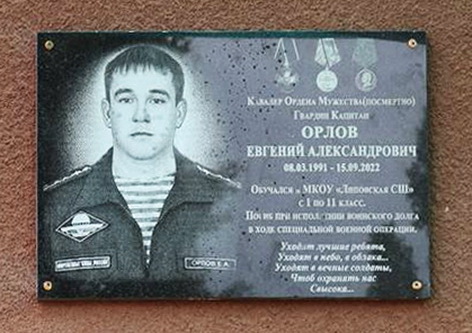 Кавалер Ордена Мужества(посмертно)
Гвардии Капитан
ОРЛОВ
ЕВГЕНИЙ АЛЕКСАНДРОВИЧ
08.03.1991 - 15.09.2022
Обучался в МКОУ «Липовская СШ»
с 1 по 11 класс.
Погиб при исполнении воинского долга
в ходе специальной военной операции.
Уходят лучшие ребята,
Уходят в небо, в облака...
Уходят в вечные солдаты,
Чтоб охранять нас
Свысока...
ОРЛОВ Е.А.